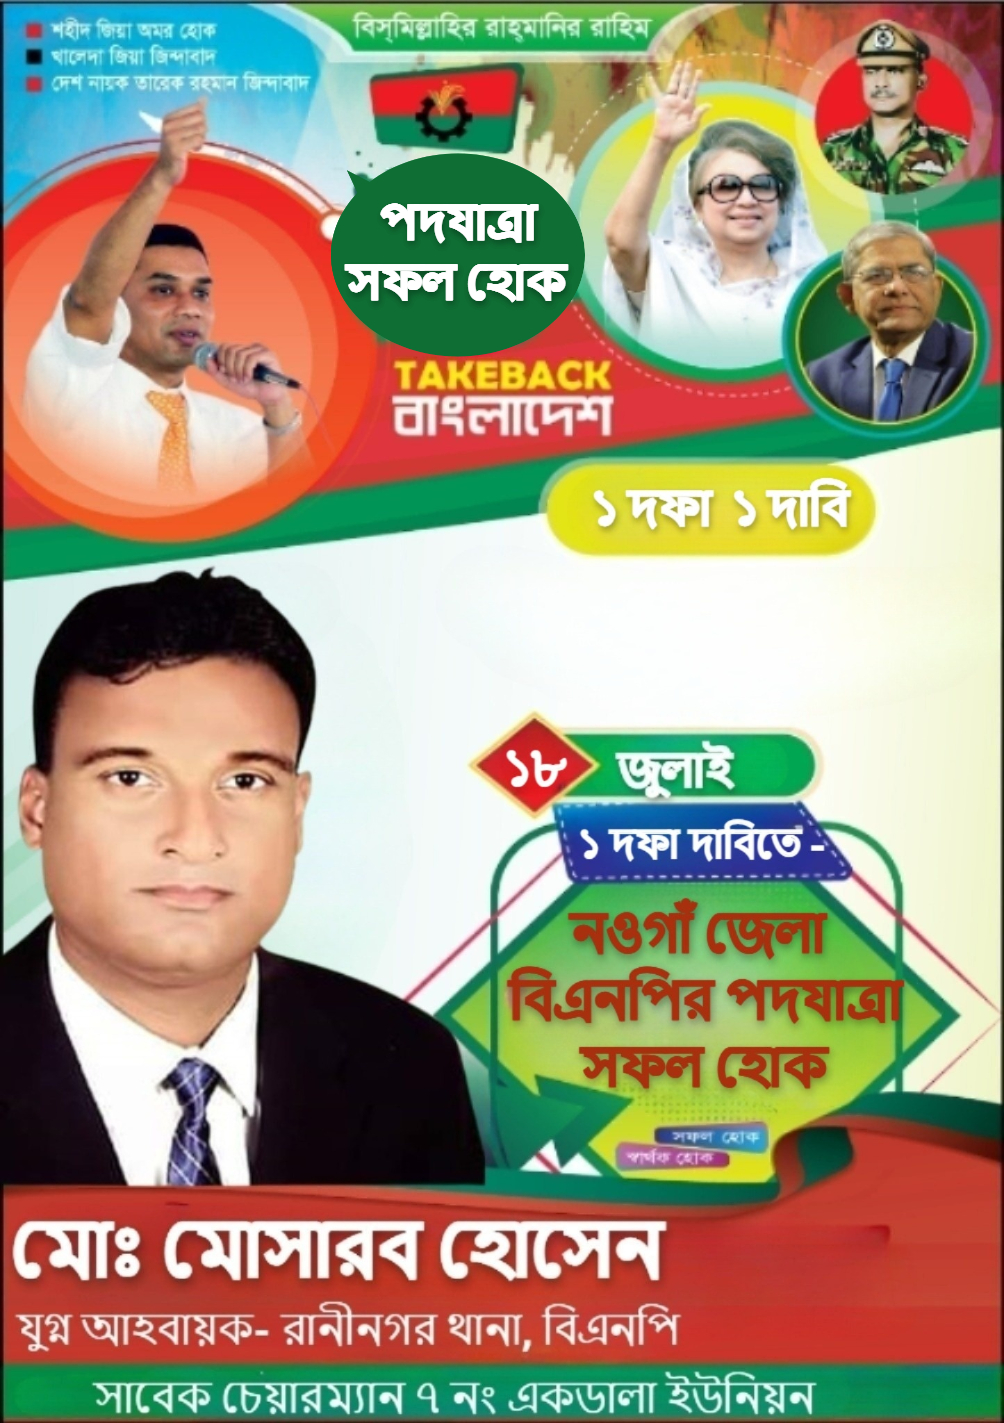 বিস্‌মিল্লাহির রাহ্‌মানির রাহিম
শহীদ জিয়া অমর হোক
খালেদা জিয়া জিন্দাবাদ
দেশ নায়ক তারেক রহমান জিন্দাবাদ
পদযাত্রা
সফল হোক
TAKEBACK
বাংলাদেশ
১ দফা ১ দাবি
১৮ জুলাই
১ দফা দাবিতে -
নওগাঁ জেলা
বিএনপির পদযাত্রা
সফল হোক
সফল হোক
স্বার্থক হোক
মোঃ মোসারব হোসেন
যুগ্ন আহবায়ক- রানীনগর থানা, বিএনপি
সাবেক চেয়ারম্যান ৭ নং একডালা ইউনিয়ন